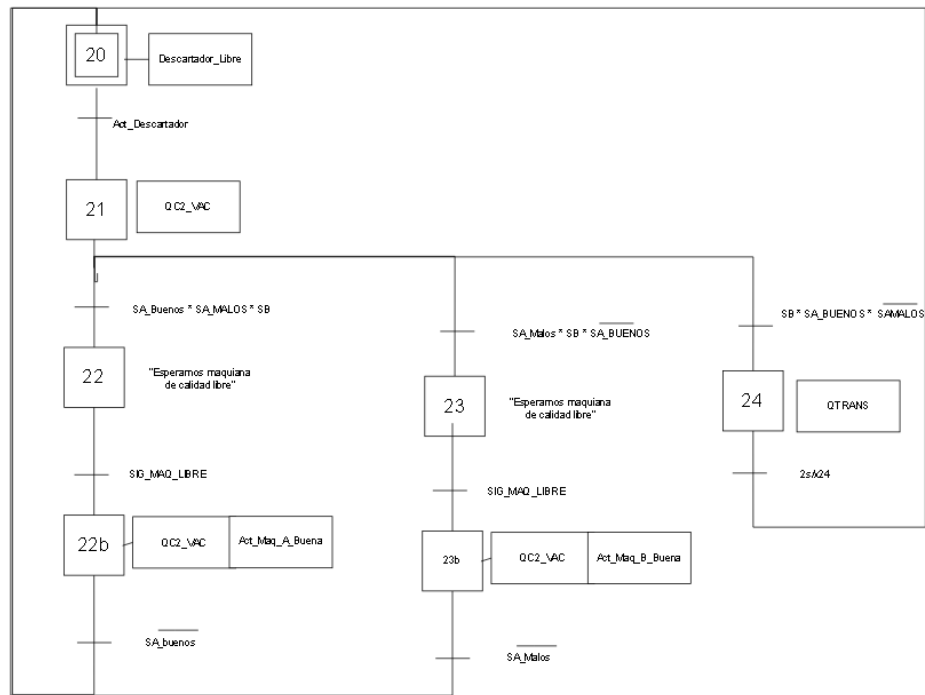 20
Descartador_Libre
Act_Descartador
21
QC2_VAC
SA_Buenos * SA_MALOS * SB
SA_Malos * SB * SA_BUENOS
SB * SA_BUENOS * SAMALOS
22
"Esperamos maquiana
de calidad libre"
23
"Esperamos maquiana
de calidad libre"
24
QTRANS
SIG_MAQ_LIBRE
SIG_MAQ_LIBRE
2s/x24
22b
QC2_VAC
Act_Maq_A_Buena
23b
QC2_VAC
Act_Maq_B_Buena
SA_buenos
SA_Malos